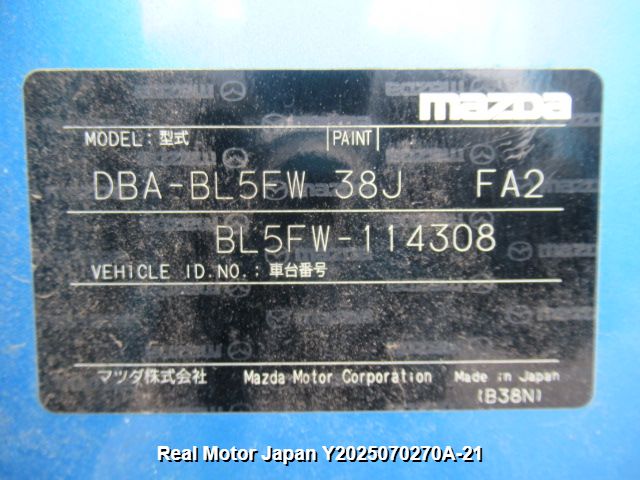 mazda
MODEL: 型式 PAINT
DBA-BL5FW 38J FA2
BL5FW-114308
VEHICLE ID.NO.: 車台番号
マツダ株式会社 Mazda Motor Corporation Made in Japan
(B38N)
Real Motor Japan Y2025070270A-21